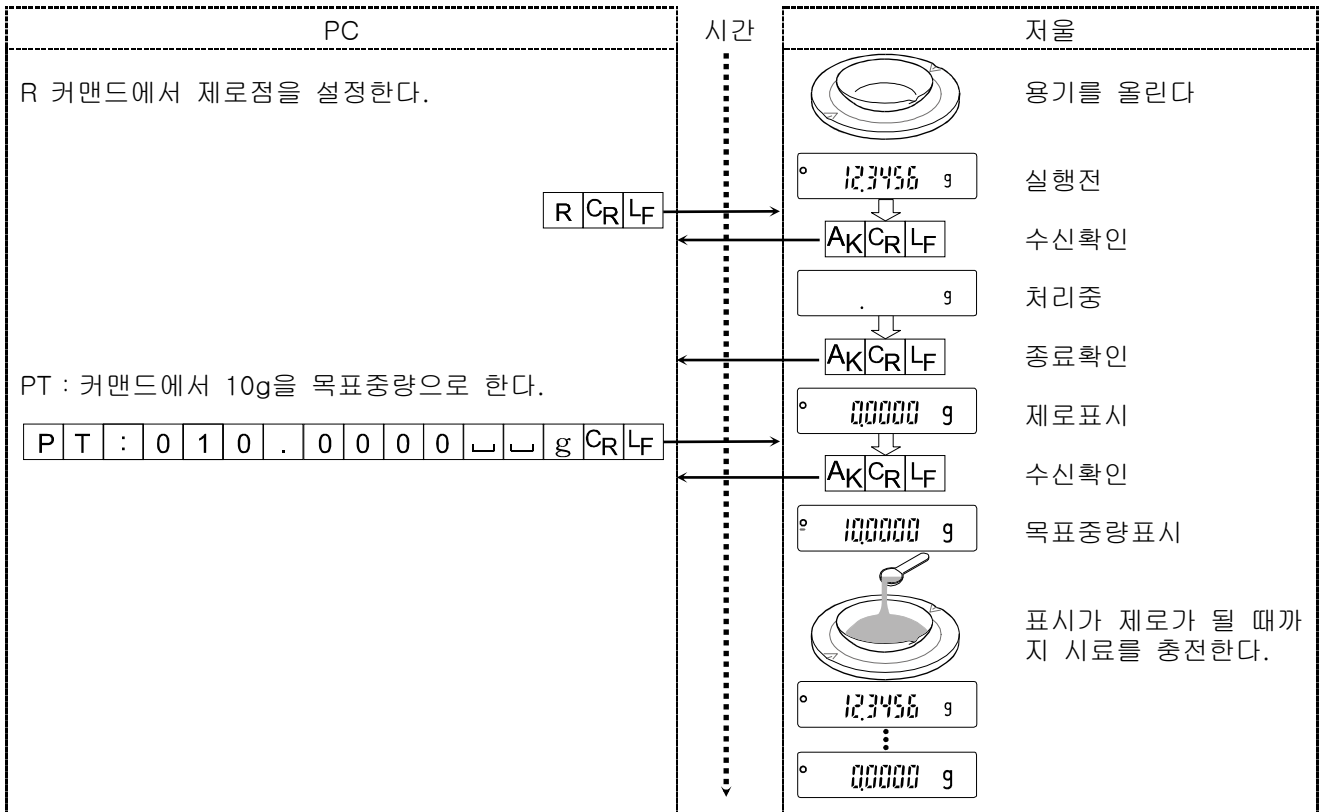 PC 시간 저울
R 커맨드에서 제로점을 설정한다.
용기를 올린다
12.3456 g 실행전
R CR LF
AK CR LF 수신확인
. g 처리중
AK CR LF 종료확인
PT : 커맨드에서 10g을 목표중량으로 한다.
0.0000 g 제로표시
P T : 0 1 0 . 0 0 0 0 ␣ ␣ g CR LF
AK CR LF 수신확인
10.0000 g 목표중량표시
표시가 제로가 될 때까
지 시료를 충전한다.
12.3456 g
0.0000 g